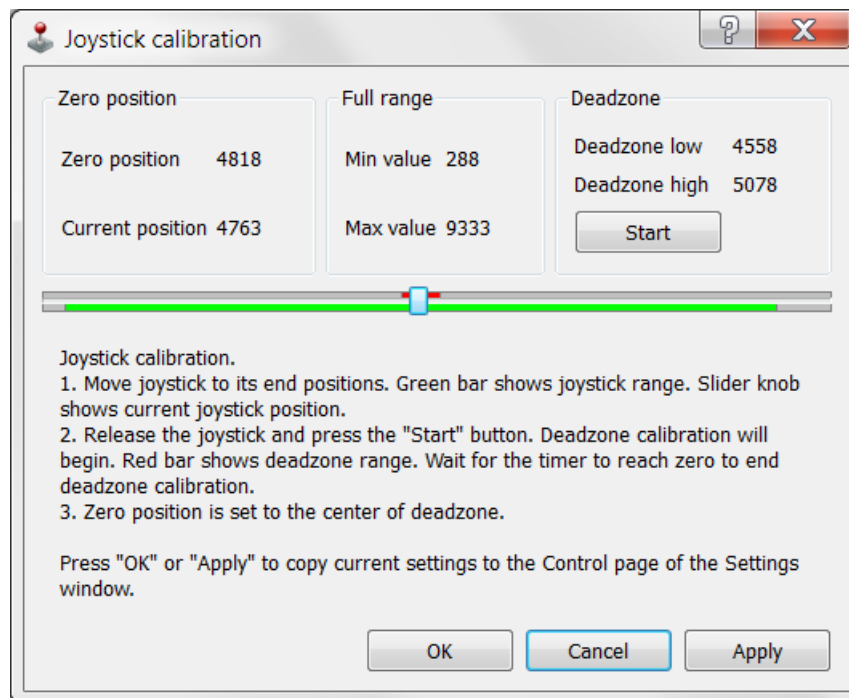 Joystick calibration
Zero position
Zero position 4818
Current position 4763
Full range
Min value 288
Max value 9333
Deadzone
Deadzone low 4558
Deadzone high 5078
Start
Joystick calibration.
1. Move joystick to its end positions. Green bar shows joystick range. Slider knob
shows current joystick position.
2. Release the joystick and press the "Start" button. Deadzone calibration will
begin. Red bar shows deadzone range. Wait for the timer to reach zero to end
deadzone calibration.
3. Zero position is set to the center of deadzone.
Press "OK" or "Apply" to copy current settings to the Control page of the Settings
window.
OK
Cancel
Apply